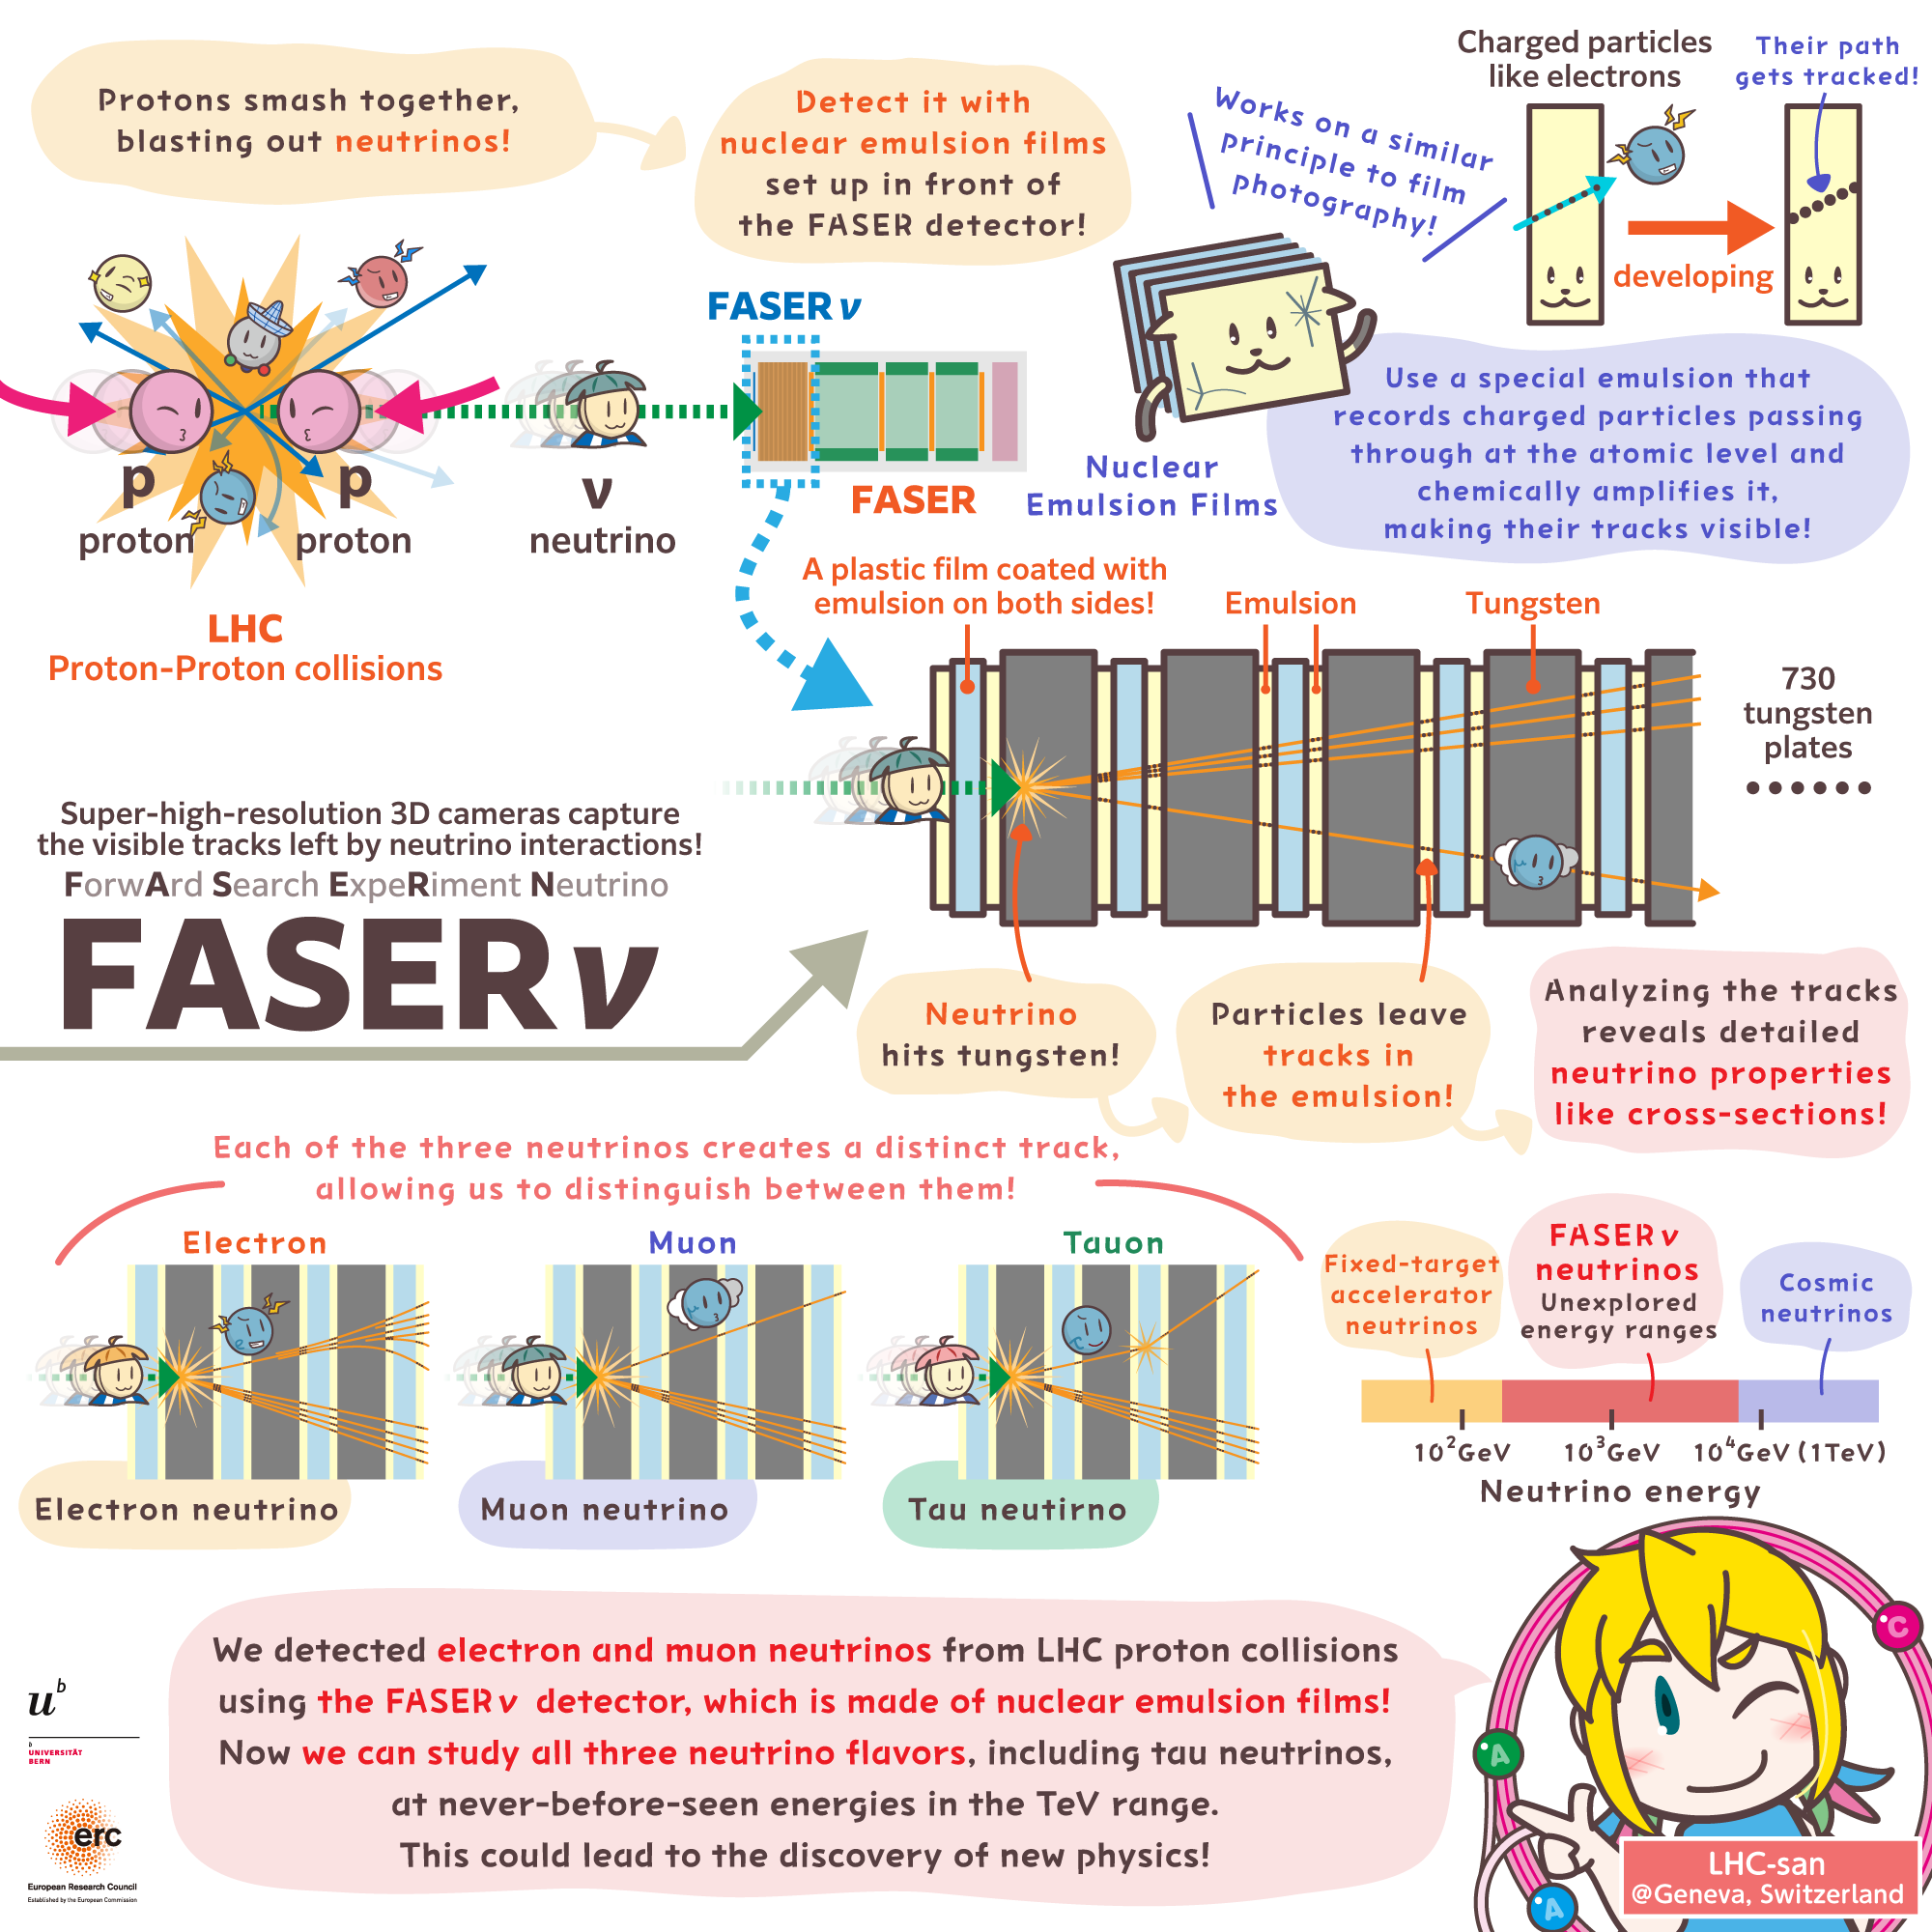 Protons smash together,
blasting out neutrinos!
Detect it with
nuclear emulsion films
set up in front of
the FASER detector!
Works on a similar
principle to film
photography!
Charged particles
like electrons
Their path
gets tracked!
developing
p
proton
p
proton
ν
neutrino
LHC
Proton-Proton collisions
FASER ν
FASER
Nuclear
Emulsion Films
Use a special emulsion that
records charged particles passing
through at the atomic level and
chemically amplifies it,
making their tracks visible!
A plastic film coated with
emulsion on both sides!
Emulsion
Tungsten
730
tungsten
plates
Super-high-resolution 3D cameras capture
the visible tracks left by neutrino interactions!
ForwArd Search ExpeRiment Neutrino
FASER ν
Neutrino
hits tungsten!
Particles leave
tracks in
the emulsion!
Analyzing the tracks
reveals detailed
neutrino properties
like cross-sections!
Each of the three neutrinos creates a distinct track,
allowing us to distinguish between them!
Electron
Electron neutrino
Muon
Muon neutrino
Tauon
Tau neutirno
Fixed-target
accelerator
neutrinos
FASER ν
neutrinos
Unexplored
energy ranges
Cosmic
neutrinos
10²GeV 10³GeV 10⁴GeV (1TeV)
Neutrino energy
We detected electron and muon neutrinos from LHC proton collisions
using the FASER ν detector, which is made of nuclear emulsion films!
Now we can study all three neutrino flavors, including tau neutrinos,
at never-before-seen energies in the TeV range.
This could lead to the discovery of new physics!
u b
b
UNIVERSITÄT
BERN
erc
European Research Council
Established by the European Commission
C
A
A
LHC-san
@Geneva, Switzerland